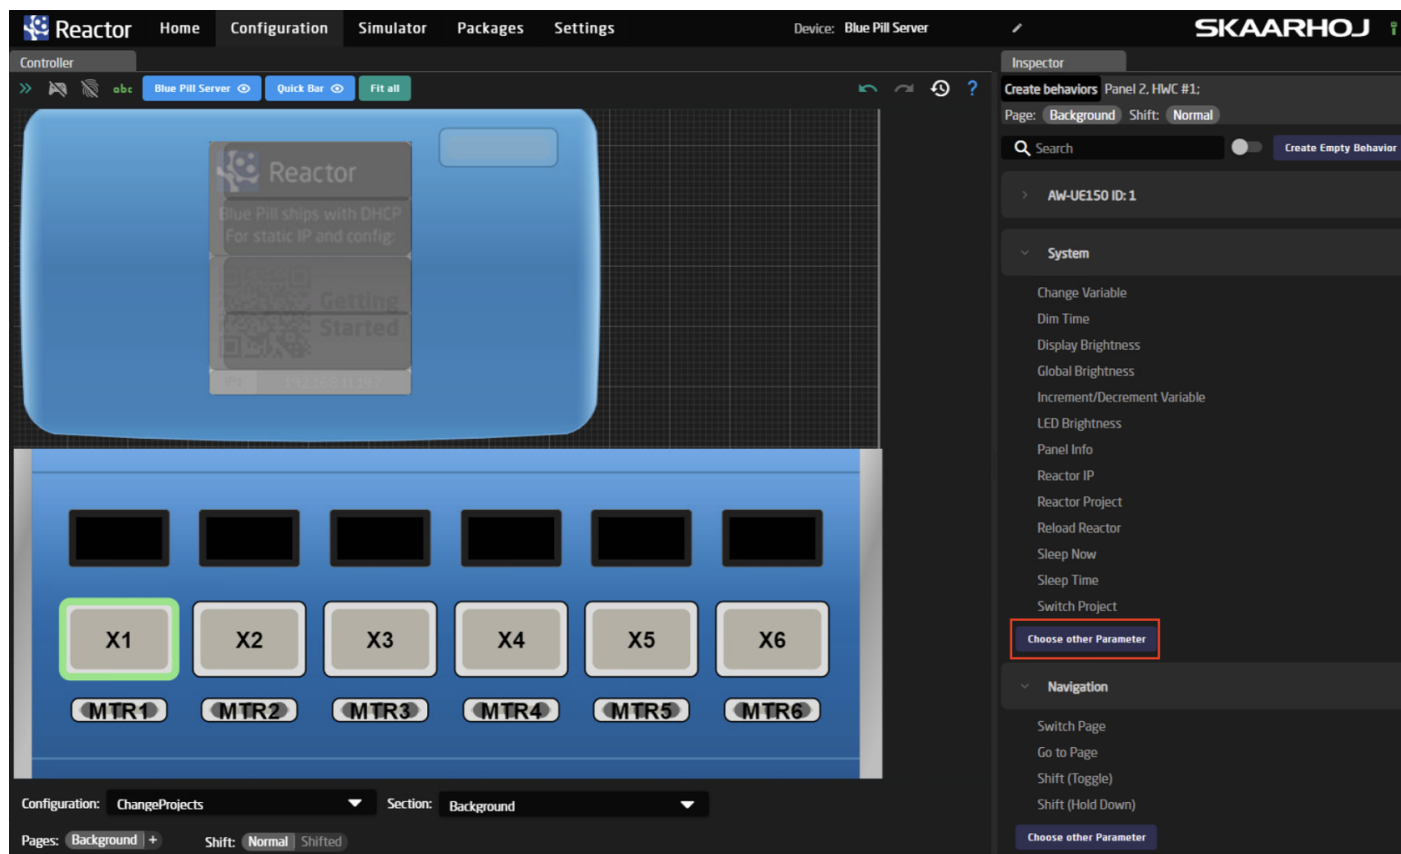 Reactor Home Configuration Simulator Packages Settings Device: Blue Pill Server SKAARHOJ
Controller
abc Blue Pill Server Quick Bar Fit all ?
Reactor
Blue Pill ships with DHCP
For static IP and config:
Getting
Started
X1 X2 X3 X4 X5 X6
MTR1 MTR2 MTR3 MTR4 MTR5 MTR6
Configuration: ChangeProjects Section: Background
Pages: Background + Shift: Normal Shifted
Inspector
Create behaviors Panel 2, HWC #1;
Page: Background Shift: Normal
Search Create Empty Behavior
AW-UE150 ID: 1
System
Change Variable
Dim Time
Display Brightness
Global Brightness
Increment/Decrement Variable
LED Brightness
Panel Info
Reactor IP
Reactor Project
Reload Reactor
Sleep Now
Sleep Time
Switch Project
Choose other Parameter
Navigation
Switch Page
Go to Page
Shift (Toggle)
Shift (Hold Down)
Choose other Parameter